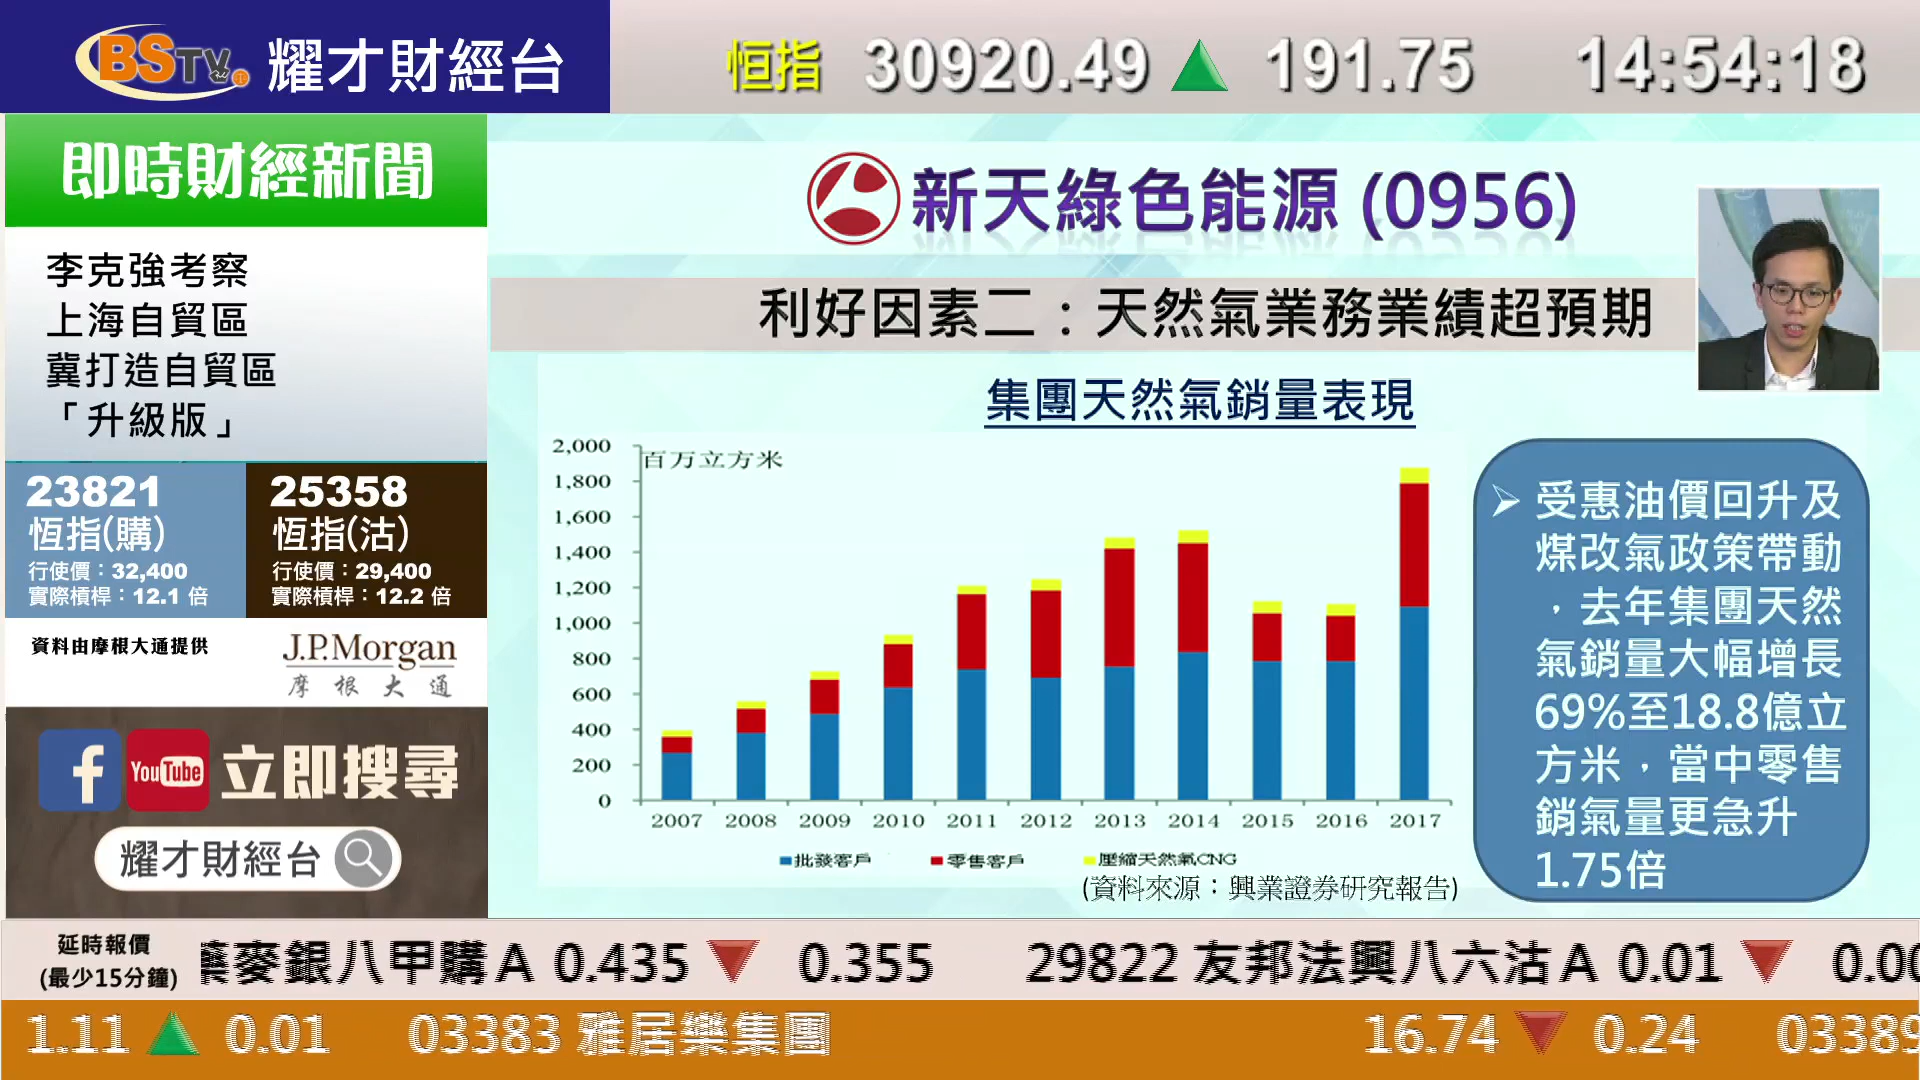 BSTV 耀才財經台
恒指 30920.49 191.75 14:54:18
即時財經新聞
李克強考察
上海自貿區
冀打造自貿區
「升級版」
23821
恆指(購)
行使價：32,400
實際槓桿：12.1 倍
25358
恆指(沽)
行使價：29,400
實際槓桿：12.2 倍
資料由摩根大通提供
J.P.Morgan
摩根大通
f YouTube 立即搜尋
耀才財經台
新天綠色能源 (0956)
利好因素二：天然氣業務業績超預期
集團天然氣銷量表現
百万立方米
2,000
1,800
1,600
1,400
1,200
1,000
800
600
400
200
0
2007 2008 2009 2010 2011 2012 2013 2014 2015 2016 2017
批發客戶 零售客戶 壓縮天然氣CNG
(資料來源：興業證券研究報告)
受惠油價回升及
煤改氣政策帶動
，去年集團天然
氣銷量大幅增長
69%至18.8億立
方米，當中零售
銷氣量更急升
1.75倍
延時報價
(最少15分鐘)
麥銀八甲購A 0.435 0.355 29822 友邦法興八六沽A 0.01 0.00
1.11 0.01 03383 雅居樂集團 16.74 0.24 03389